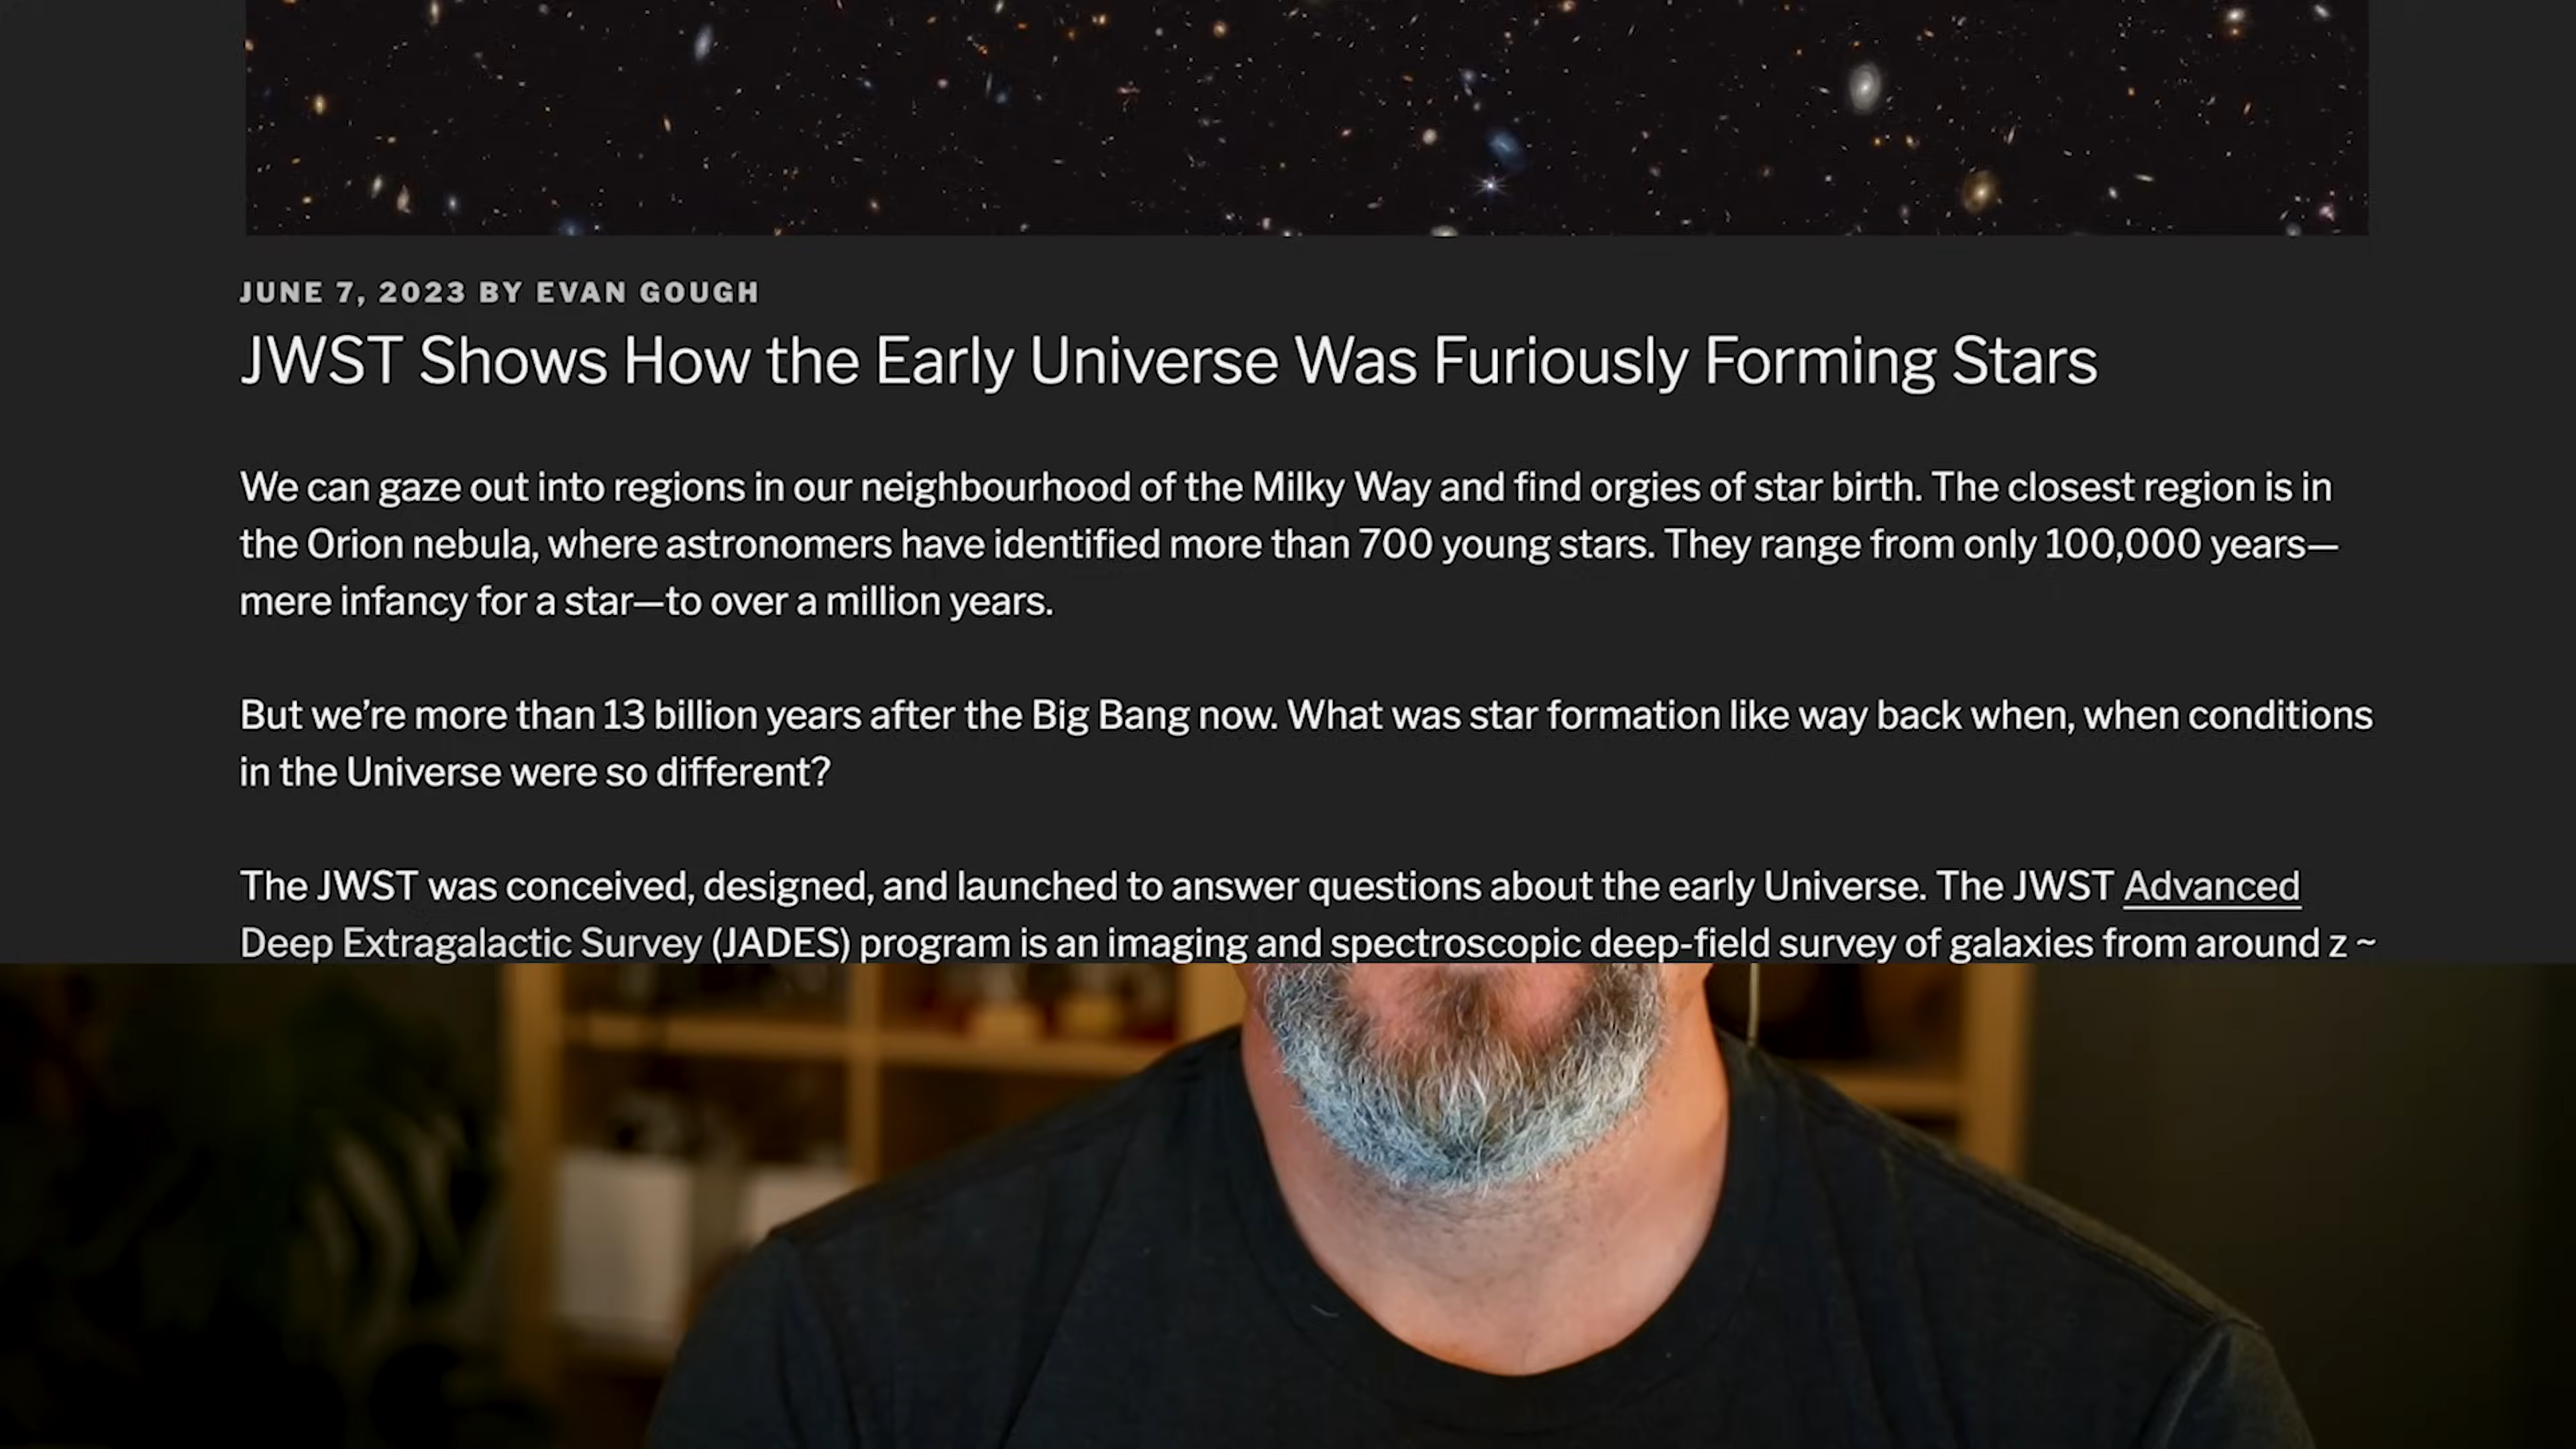 JUNE 7, 2023 BY EVAN GOUGH
JWST Shows How the Early Universe Was Furiously Forming Stars
We can gaze out into regions in our neighbourhood of the Milky Way and find orgies of star birth. The closest region is in
the Orion nebula, where astronomers have identified more than 700 young stars. They range from only 100,000 years—
mere infancy for a star—to over a million years.
But we’re more than 13 billion years after the Big Bang now. What was star formation like way back when, when conditions
in the Universe were so different?
The JWST was conceived, designed, and launched to answer questions about the early Universe. The JWST Advanced
Deep Extragalactic Survey (JADES) program is an imaging and spectroscopic deep-field survey of galaxies from around z ~